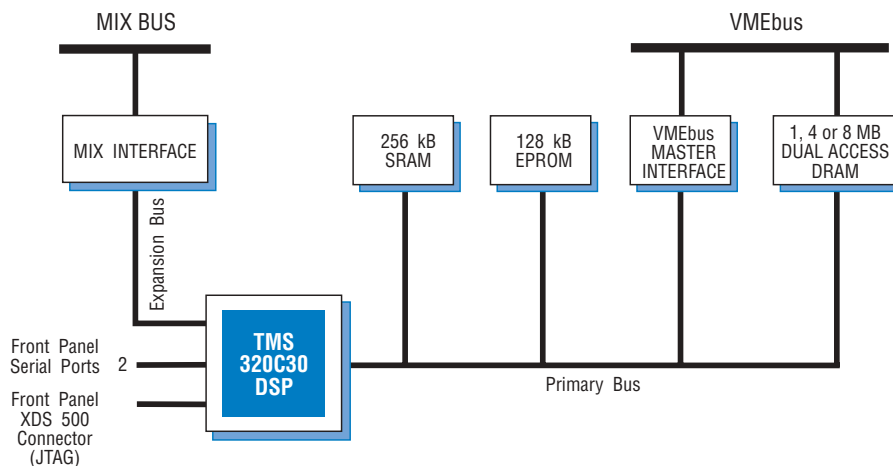 MIX BUS
VMEbus
MIX INTERFACE
256 kB
SRAM
128 kB
EPROM
VMEbus
MASTER
INTERFACE
1, 4 or 8 MB
DUAL ACCESS
DRAM
Expansion Bus
TMS
320C30
DSP
Front Panel
Serial Ports 2
Primary Bus
Front Panel
XDS 500
Connector
(JTAG)